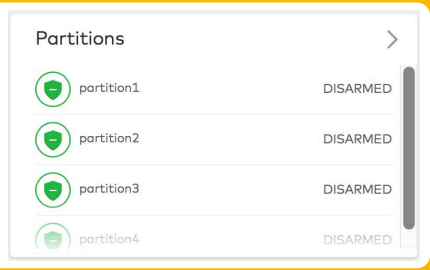 Partitions
partition1 DISARMED
partition2 DISARMED
partition3 DISARMED
partition4 DISARMED